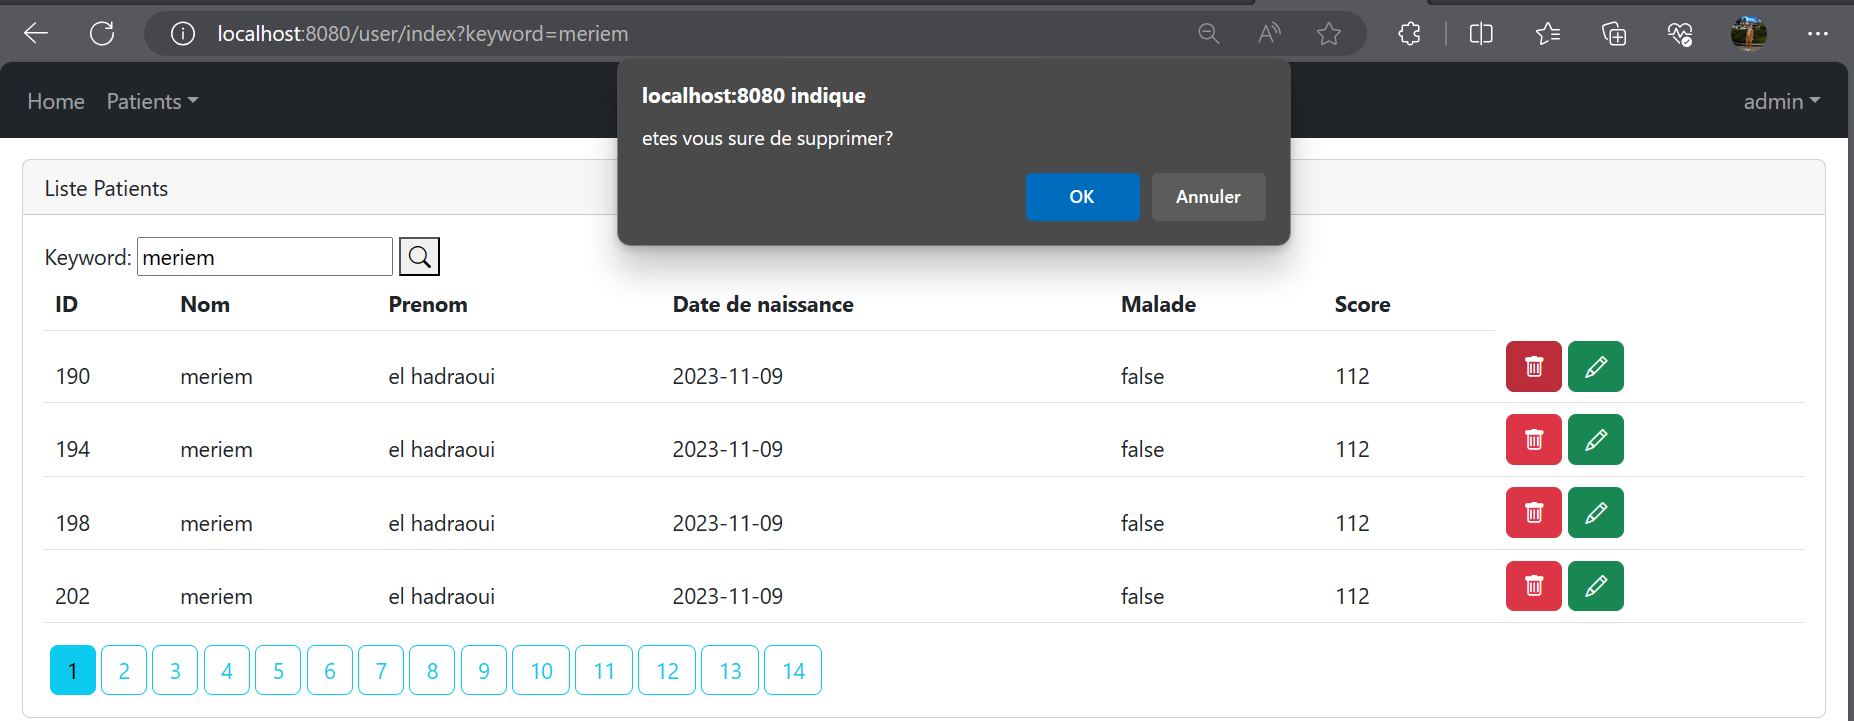 localhost:8080/user/index?keyword=meriem
Home Patients admin
localhost:8080 indique
etes vous sure de supprimer?
OK Annuler
Liste Patients
Keyword: meriem
ID Nom Prenom Date de naissance Malade Score
190 meriem el hadraoui 2023-11-09 false 112
194 meriem el hadraoui 2023-11-09 false 112
198 meriem el hadraoui 2023-11-09 false 112
202 meriem el hadraoui 2023-11-09 false 112
1 2 3 4 5 6 7 8 9 10 11 12 13 14